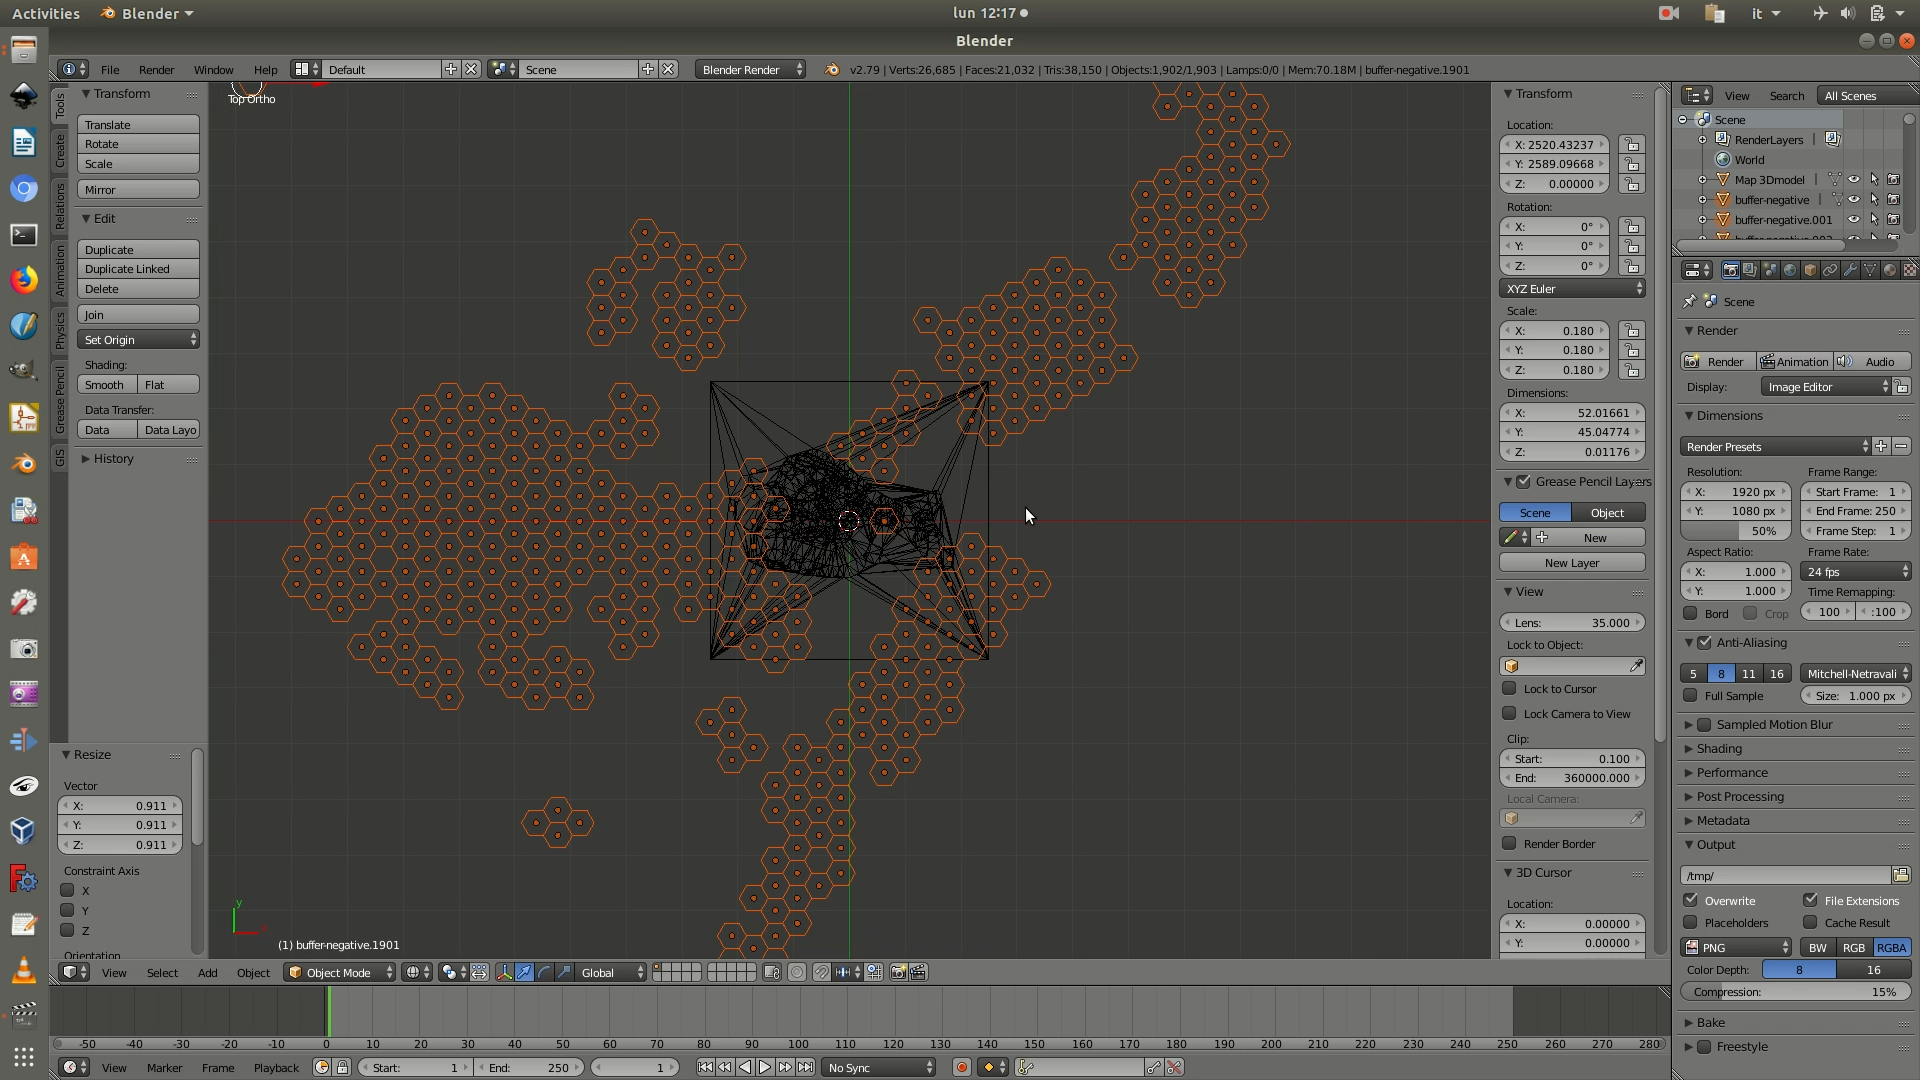 Activities Blender lun 12:17 it
Blender
File Render Window Help Default Scene Blender Render v2.79 | Verts:26,685 | Faces:21,032 | Tris:38,150 | Objects:1,902/1,903 | Lamps:0/0 | Mem:70.18M | buffer-negative.1901
Tools
Create
Relations
Animation
Physics
Grease Pencil
GIS
Transform
Translate
Rotate
Scale
Mirror
Edit
Duplicate
Duplicate Linked
Delete
Join
Set Origin
Shading:
Smooth Flat
Data Transfer:
Data Data Layo
History
Resize
Vector
X: 0.911
Y: 0.911
Z: 0.911
Constraint Axis
X
Y
Z
Orientation
Top Ortho
y
(1) buffer-negative.1901
Transform
Location:
X: 2520.43237
Y: 2589.09668
Z: 0.00000
Rotation:
X: 0°
Y: 0°
Z: 0°
XYZ Euler
Scale:
X: 0.180
Y: 0.180
Z: 0.180
Dimensions:
X: 52.01661
Y: 45.04774
Z: 0.01176
Grease Pencil Layers
Scene Object
New
New Layer
View
Lens: 35.000
Lock to Object:
Lock to Cursor
Lock Camera to View
Clip:
Start: 0.100
End: 360000.000
Local Camera:
Render Border
3D Cursor
Location:
X: 0.00000
Y: 0.00000
View Search All Scenes
Scene
RenderLayers
World
Map 3Dmodel
buffer-negative
buffer-negative.001
Scene
Render
Render Animation Audio
Display: Image Editor
Dimensions
Render Presets
Resolution: Frame Range:
X: 1920 px Start Frame: 1
Y: 1080 px End Frame: 250
50% Frame Step: 1
Aspect Ratio: Frame Rate:
X: 1.000 24 fps
Y: 1.000 Time Remapping:
Bord Crop 100 :100
Anti-Aliasing
5 8 11 16 Mitchell-Netravali
Full Sample Size: 1.000 px
Sampled Motion Blur
Shading
Performance
Post Processing
Metadata
Output
/tmp/
Overwrite File Extensions
Placeholders Cache Result
PNG BW RGB RGBA
Color Depth: 8 16
Compression: 15%
Bake
Freestyle
View Select Add Object Object Mode Global
-50 -40 -30 -20 -10 0 10 20 30 40 50 60 70 80 90 100 110 120 130 140 150 160 170 180 190 200 210 220 230 240 250 260 270 280
View Marker Frame Playback Start: 1 End: 250 1 No Sync